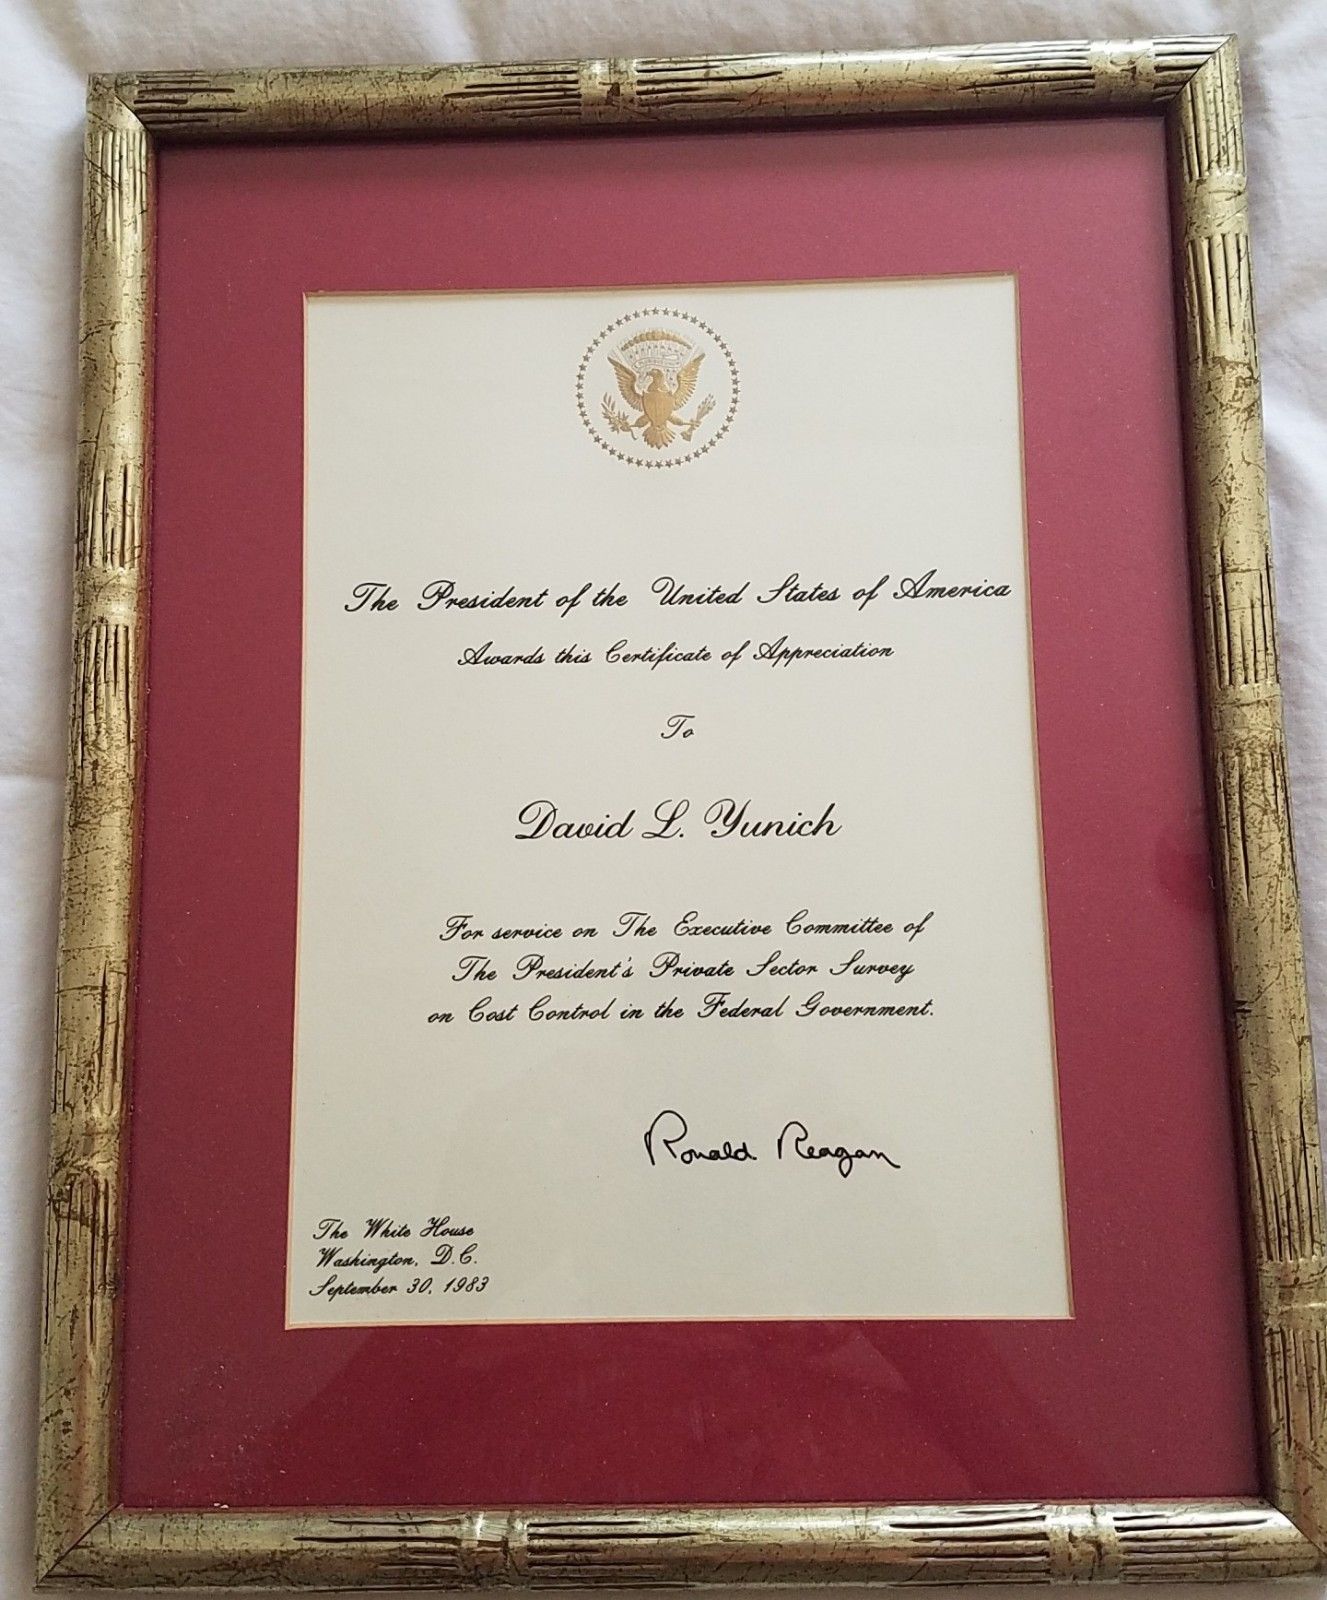 The President of the United States of America
Awards this Certificate of Appreciation
To
David L. Yunich
For service on The Executive Committee of
The President's Private Sector Survey
on Cost Control in the Federal Government.
Ronald Reagan
The White House
Washington, D.C.
September 30, 1983